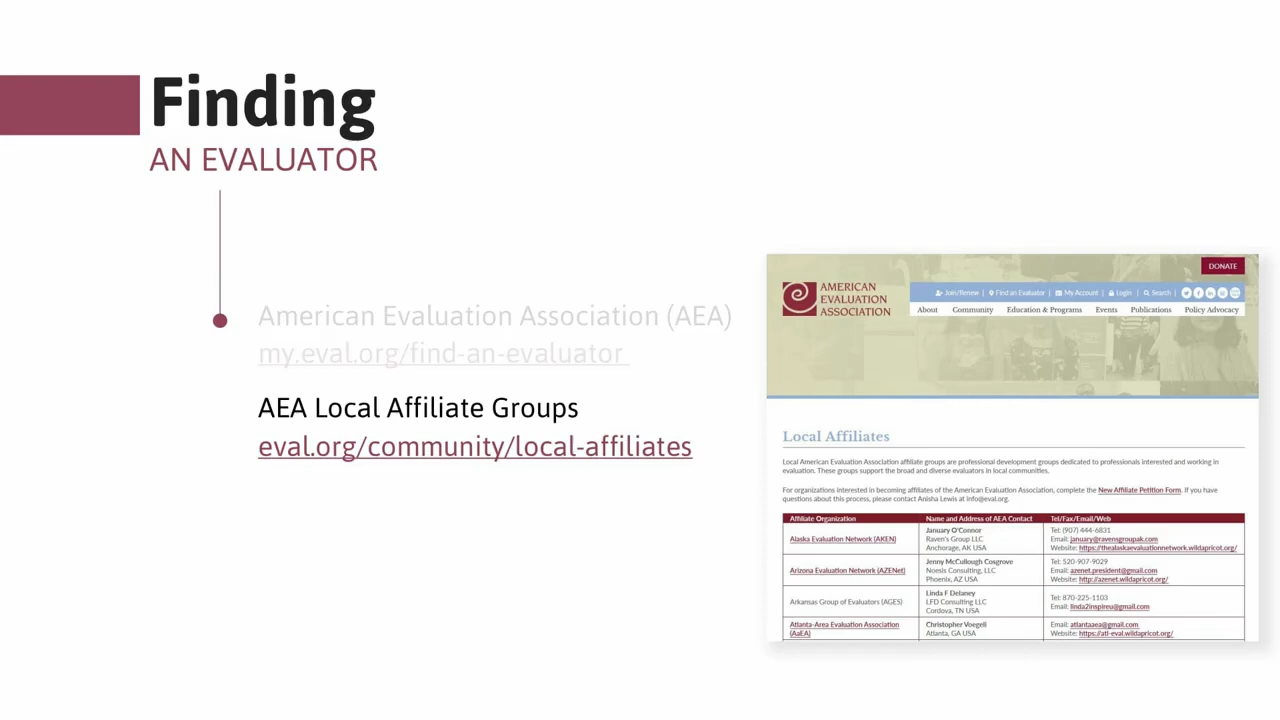 Finding
AN EVALUATOR
American Evaluation Association (AEA)
my.eval.org/find-an-evaluator
AEA Local Affiliate Groups
eval.org/community/local-affiliates
DONATE
AMERICAN
EVALUATION
ASSOCIATION
Join/Renew | Find an Evaluator | My Account | Login | Search |
About Community Education & Programs Events Publications Policy Advocacy
Local Affiliates
Local American Evaluation Association affiliate groups are professional development groups dedicated to professionals interested and working in
evaluation. These groups support the broad and diverse evaluators in local communities.
For organizations interested in becoming affiliates of the American Evaluation Association, complete the New Affiliate Petition Form. If you have
questions about this process, please contact Anisha Lewis at info@eval.org.
Affiliate Organization Name and Address of AEA Contact Tel/Fax/Email/Web
Alaska Evaluation Network (AKEN)
January O'Connor
Raven's Group LLC
Anchorage, AK USA
Tel: (907) 444-6831
Email: january@ravensgroupak.com
Website: https://thealaskaevaluationnetwork.wildapricot.org/
Arizona Evaluation Network (AZENet)
Jenny McCullough Cosgrove
Noesis Consulting, LLC
Phoenix, AZ USA
Tel: 520-907-9029
Email: azenet.president@gmail.com
Website: http://azenet.wildapricot.org/
Arkansas Group of Evaluators (AGES)
Linda F Delaney
LFD Consulting LLC
Cordova, TN USA
Tel: 870-225-1103
Email: linda2inspireu@gmail.com
Atlanta-Area Evaluation Association
(AaEA)
Christopher Voegeli
Atlanta, GA USA
Email: atlantaaea@gmail.com
Website: https://atl-eval.wildapricot.org/